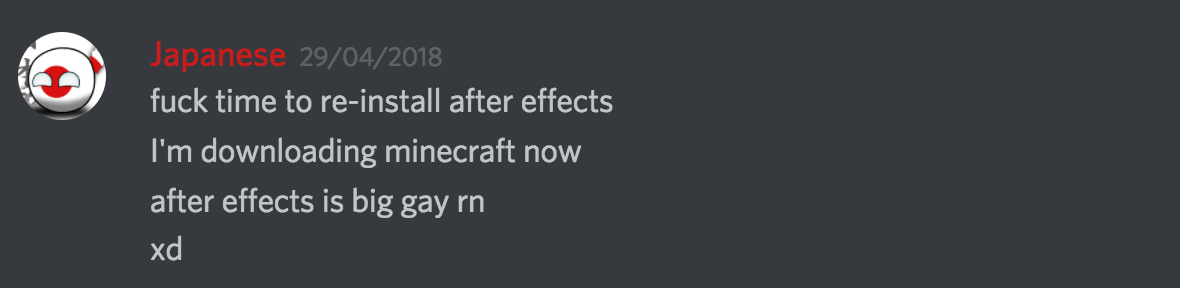 Japanese 29/04/2018
fuck time to re-install after effects
I'm downloading minecraft now
after effects is big gay rn
xd